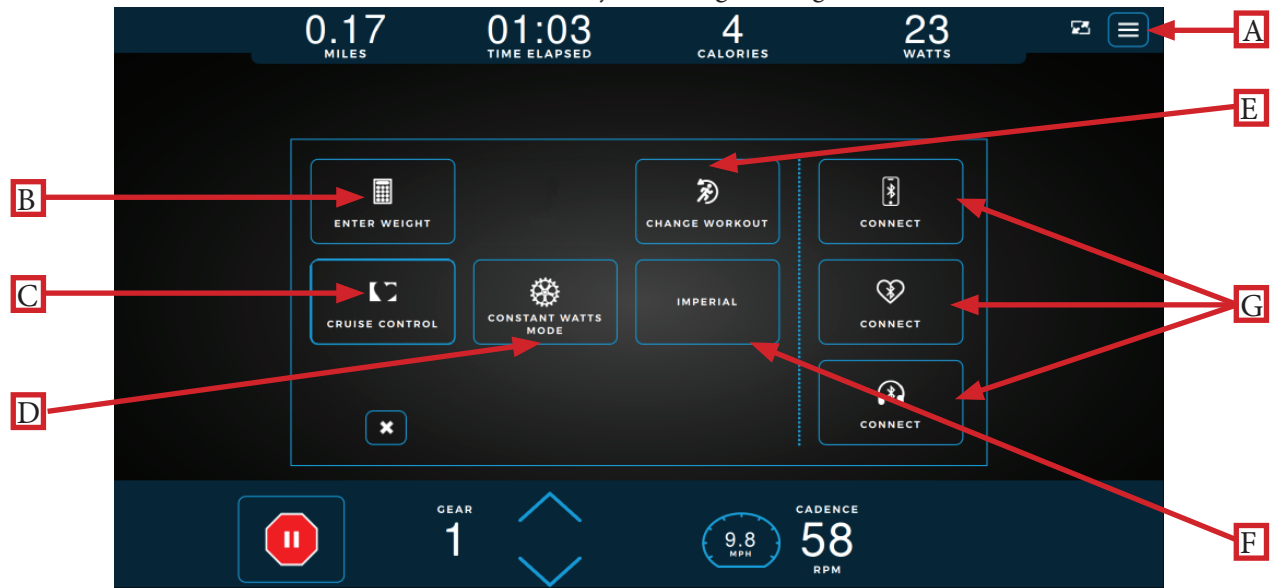 0.17 01:03 4 23
MILES TIME ELAPSED CALORIES WATTS
A
E
B
ENTER WEIGHT CHANGE WORKOUT CONNECT
C
G
IMPERIAL
CRUISE CONTROL CONSTANT WATTS CONNECT
MODE
D
CONNECT
GEAR CADENCE
1 9.8 58
MPH
RPM
F